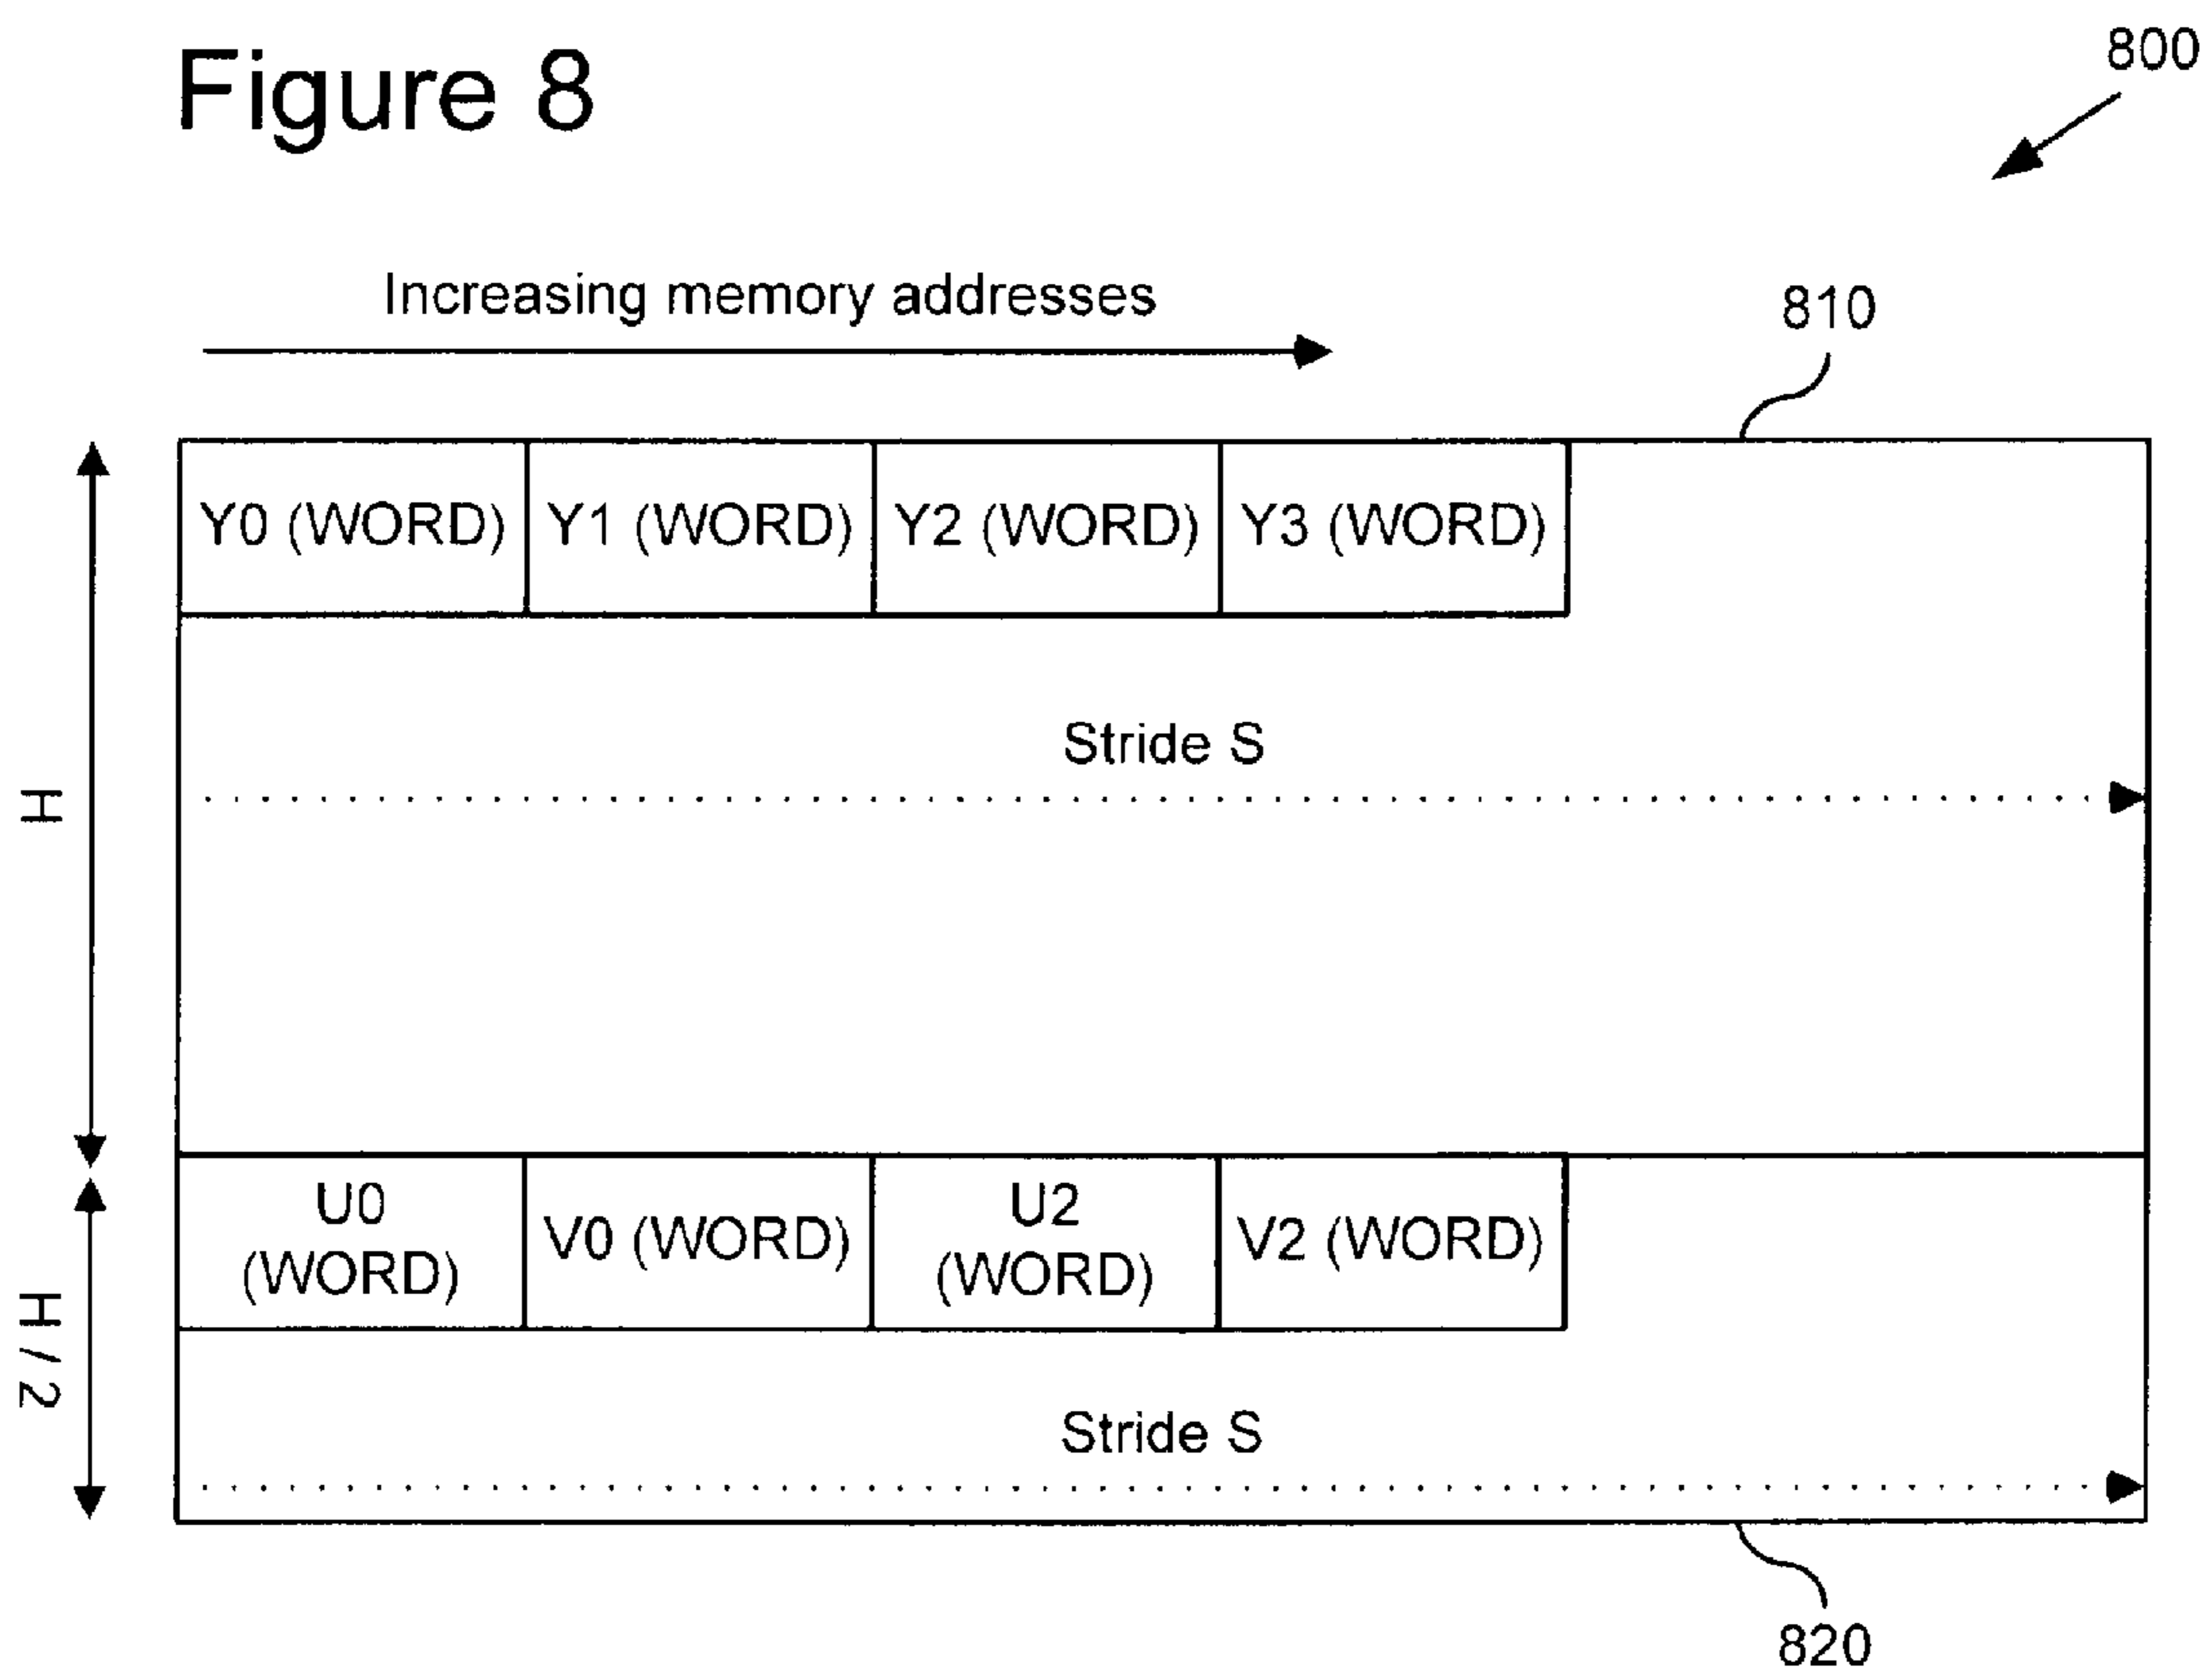 Figure 8
800
Increasing memory addresses
810
Y0 (WORD)
Y1 (WORD)
Y2 (WORD)
Y3 (WORD)
Stride S
H
U0
(WORD)
V0 (WORD)
U2
(WORD)
V2 (WORD)
H / 2
Stride S
820